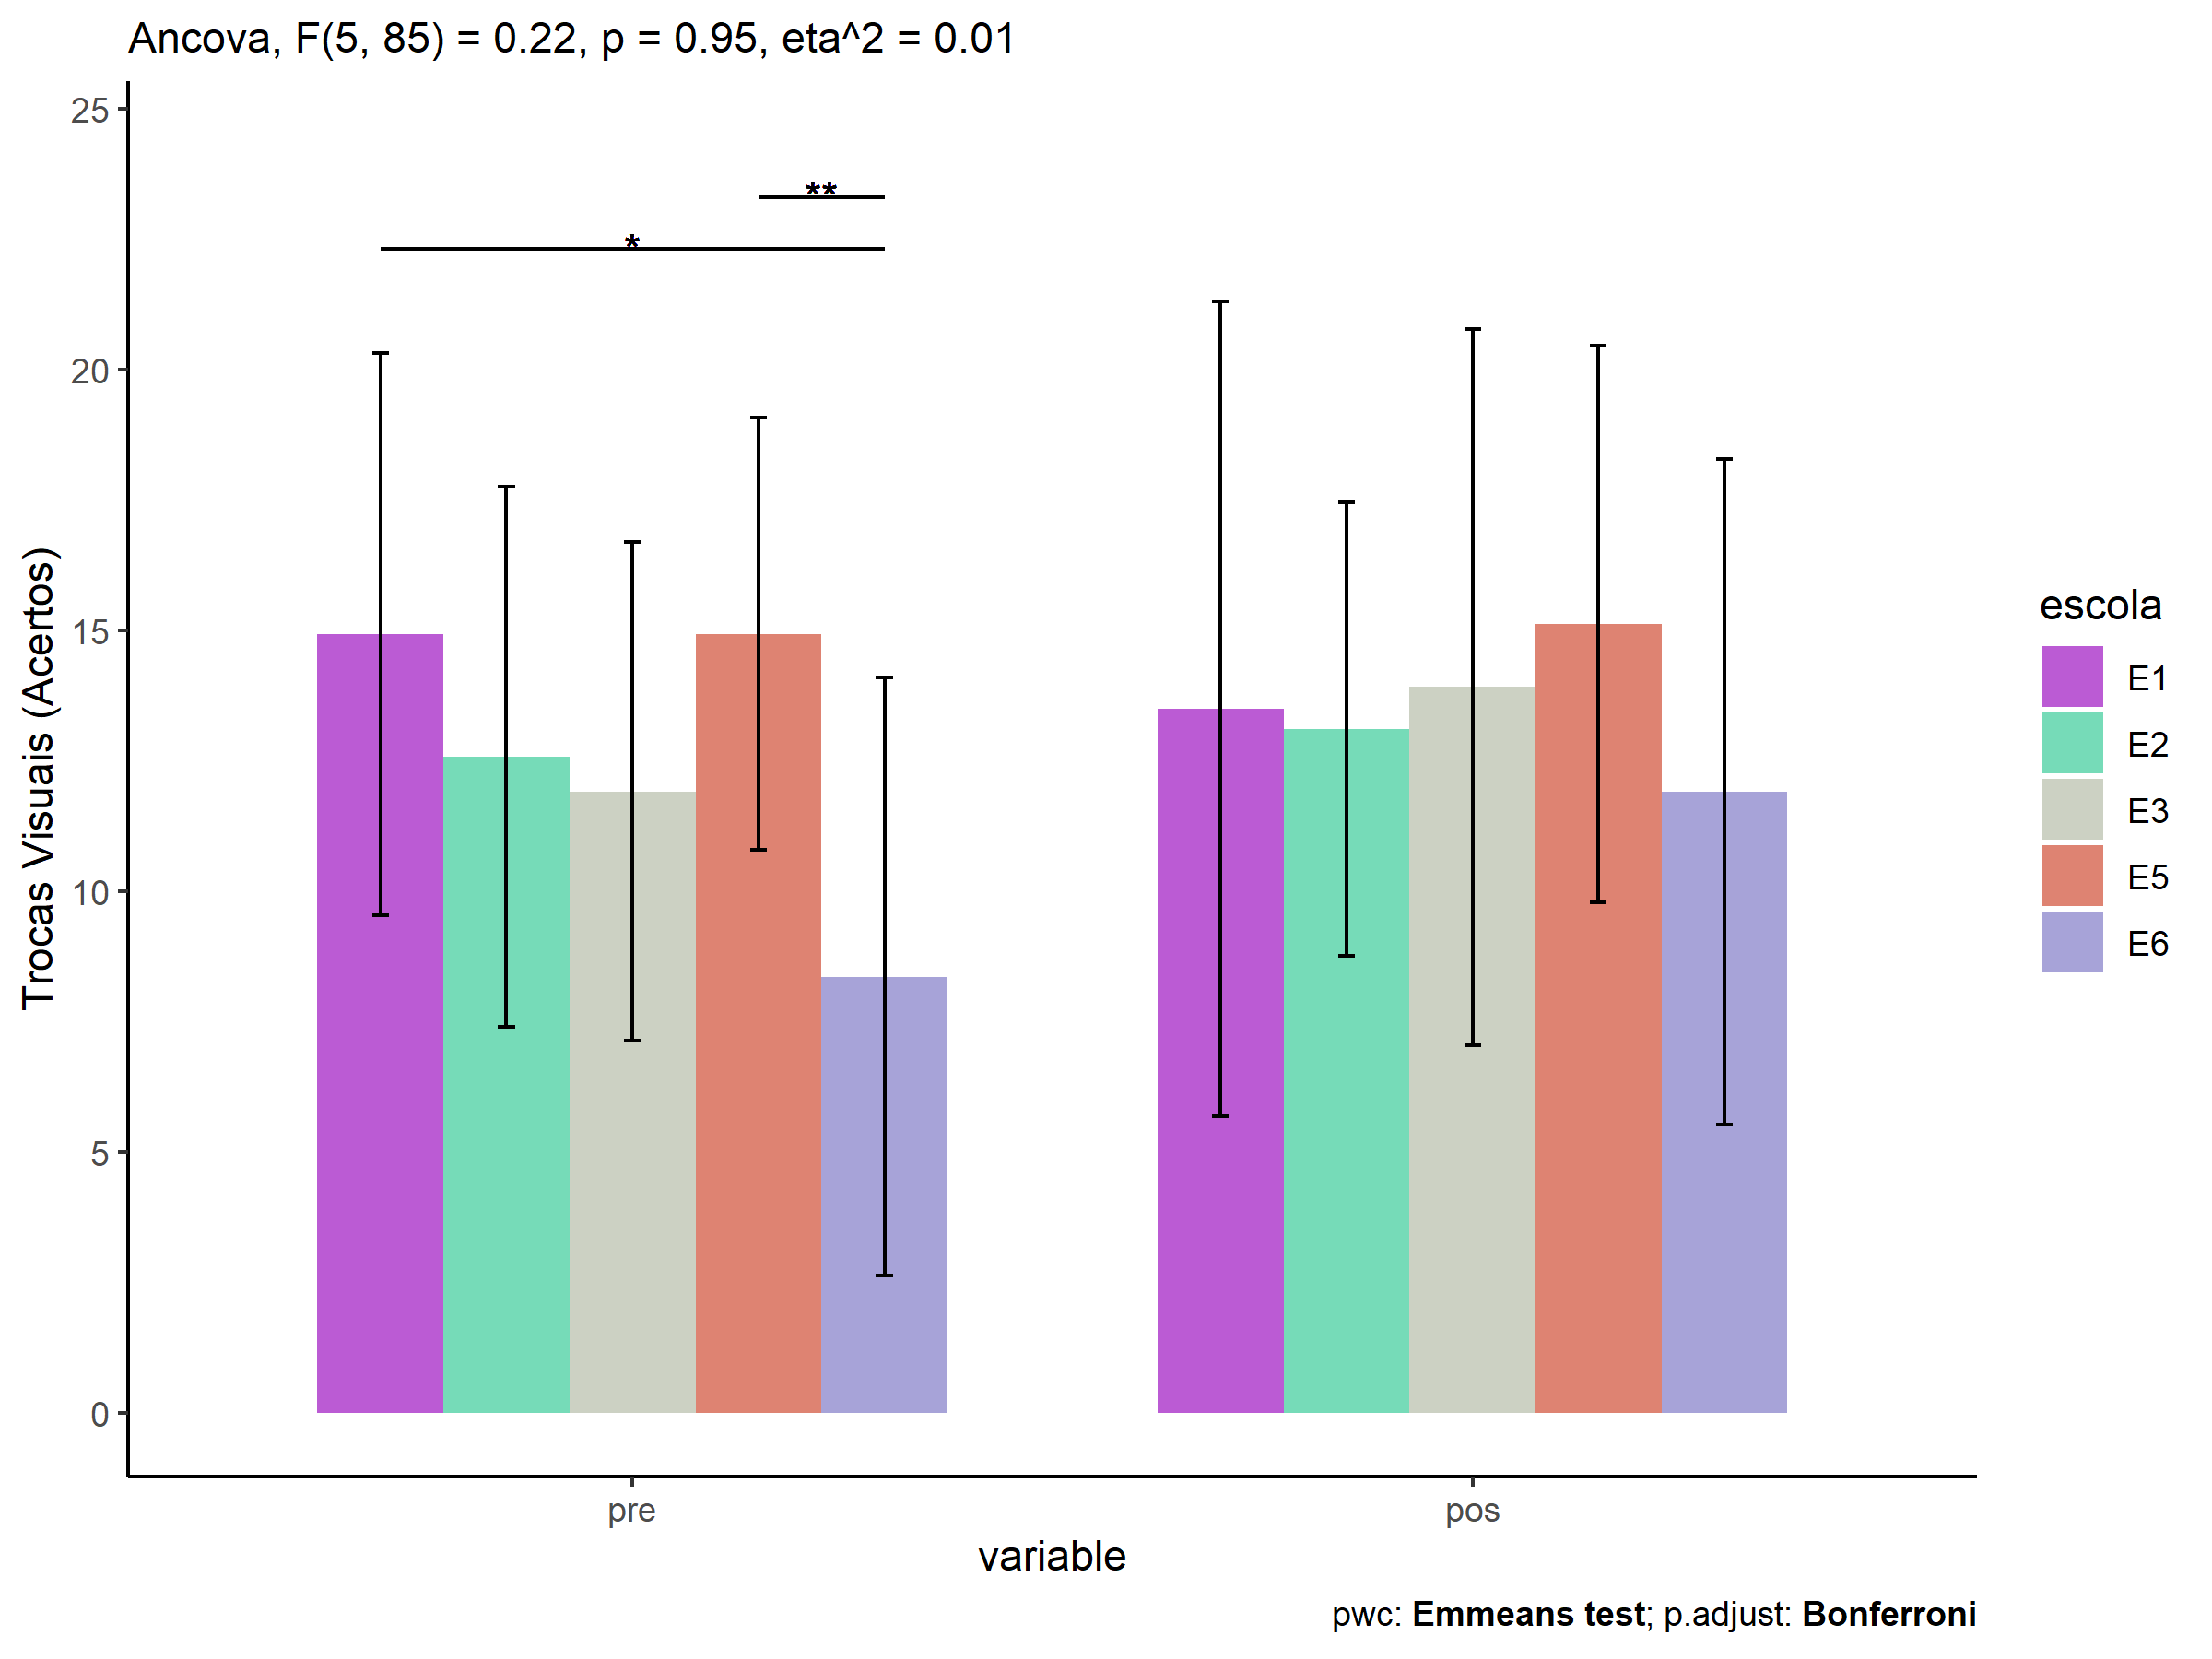 Ancova, F(5, 85) = 0.22, p = 0.95, eta^2 = 0.01
Trocas Visuais (Acertos)
25
20
15
10
5
0
**
*
pre
pos
variable
escola
E1
E2
E3
E5
E6
pwc: Emmeans test; p.adjust: Bonferroni